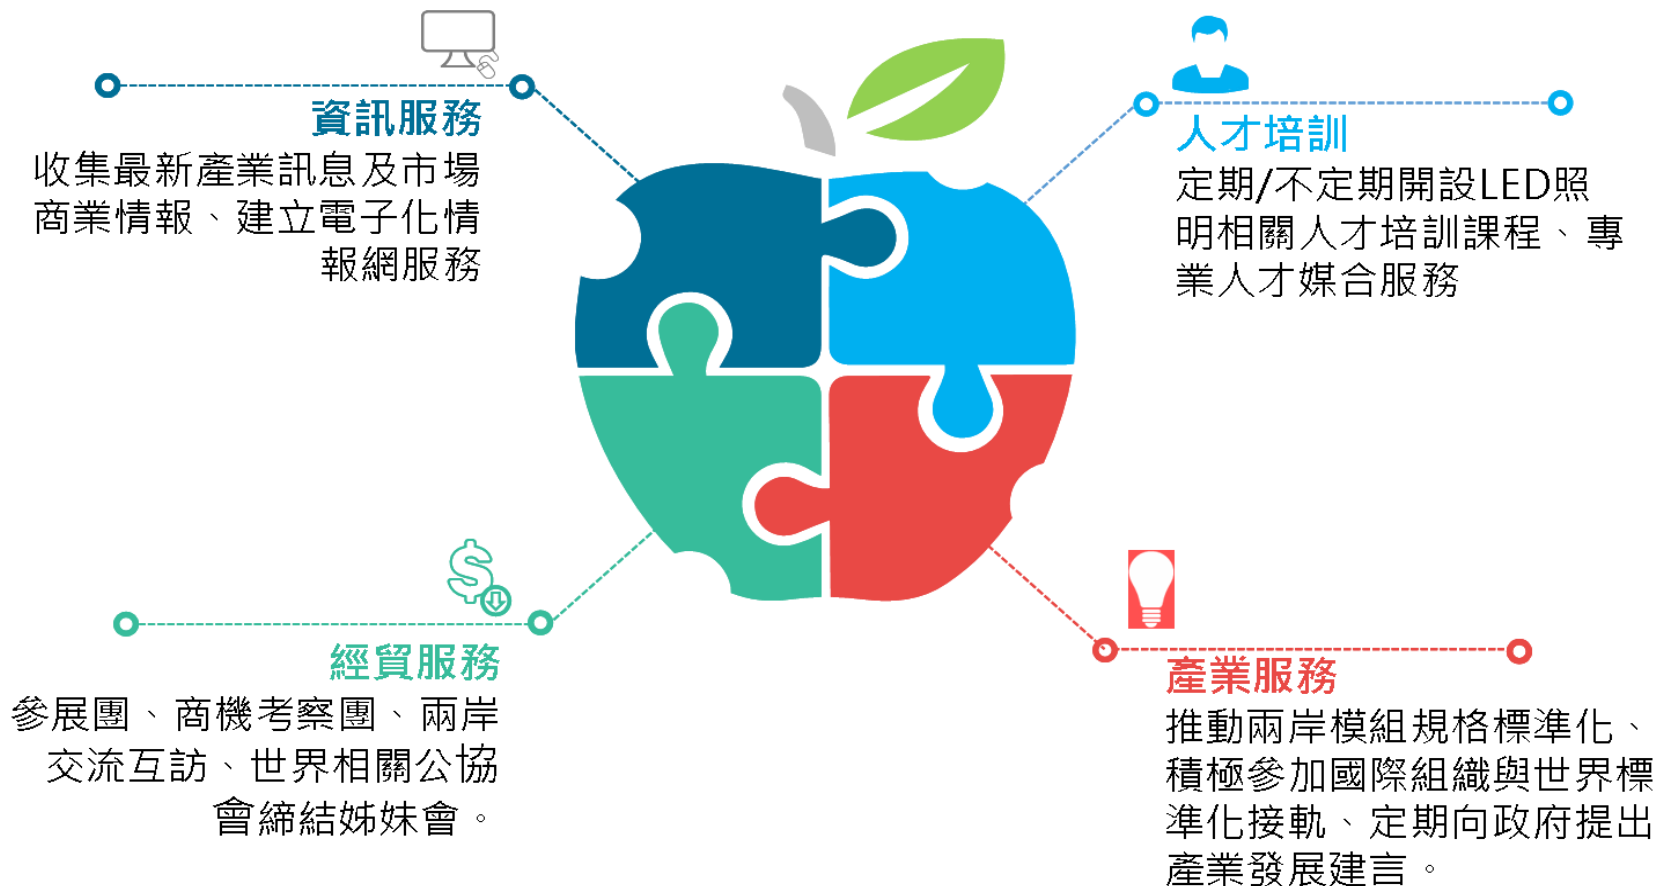 資訊服務
收集最新產業訊息及市場
商業情報、建立電子化情
報網服務
人才培訓
定期/不定期開設LED照
明相關人才培訓課程、專
業人才媒合服務
經貿服務
參展團、商機考察團、兩岸
交流互訪、世界相關公協
會締結姊妹會。
產業服務
推動兩岸模組規格標準化、
積極參加國際組織與世界標
準化接軌、定期向政府提出
產業發展建言。